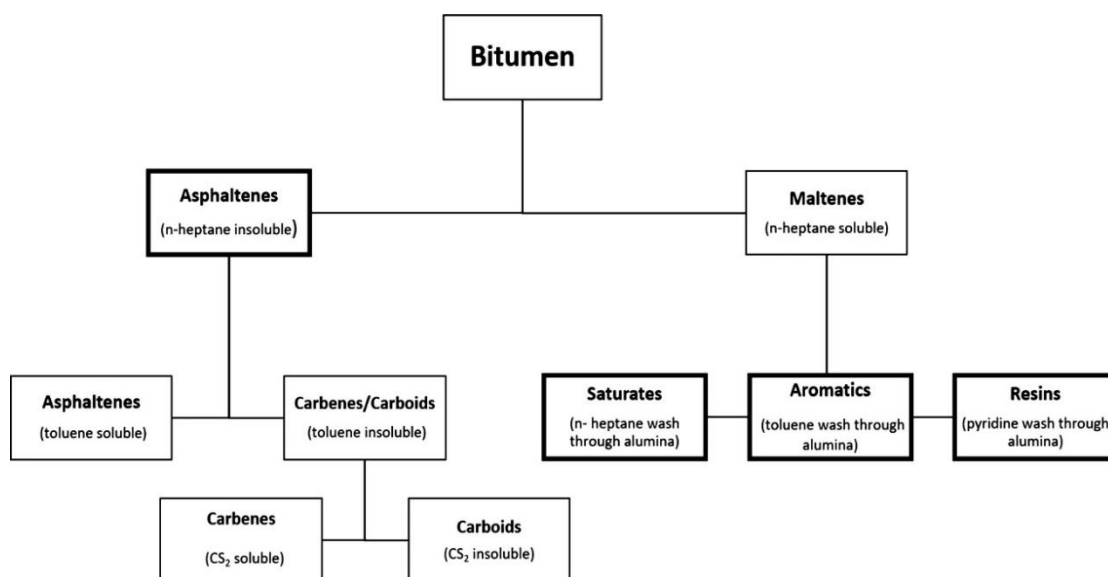 Bitumen
Asphaltenes
(n-heptane insoluble)
Maltenes
(n-heptane soluble)
Asphaltenes
(toluene soluble)
Carbenes/Carboids
(toluene insoluble)
Saturates
(n- heptane wash
through alumina)
Aromatics
(toluene wash through
alumina)
Resins
(pyridine wash through
alumina)
Carbenes
(CS₂ soluble)
Carboids
(CS₂ insoluble)